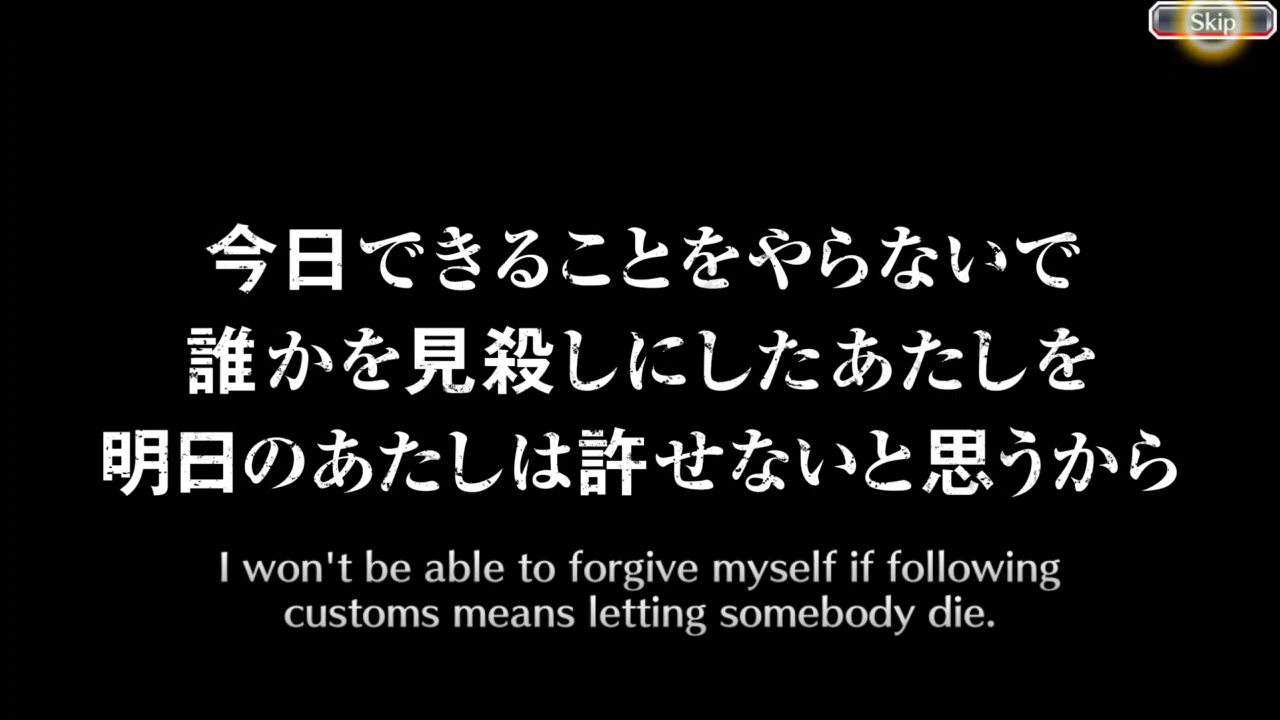 Skip
今日できることをやらないで
誰かを見殺しにしたあたしを
明日のあたしは許せないと思うから
I won't be able to forgive myself if following
customs means letting somebody die.